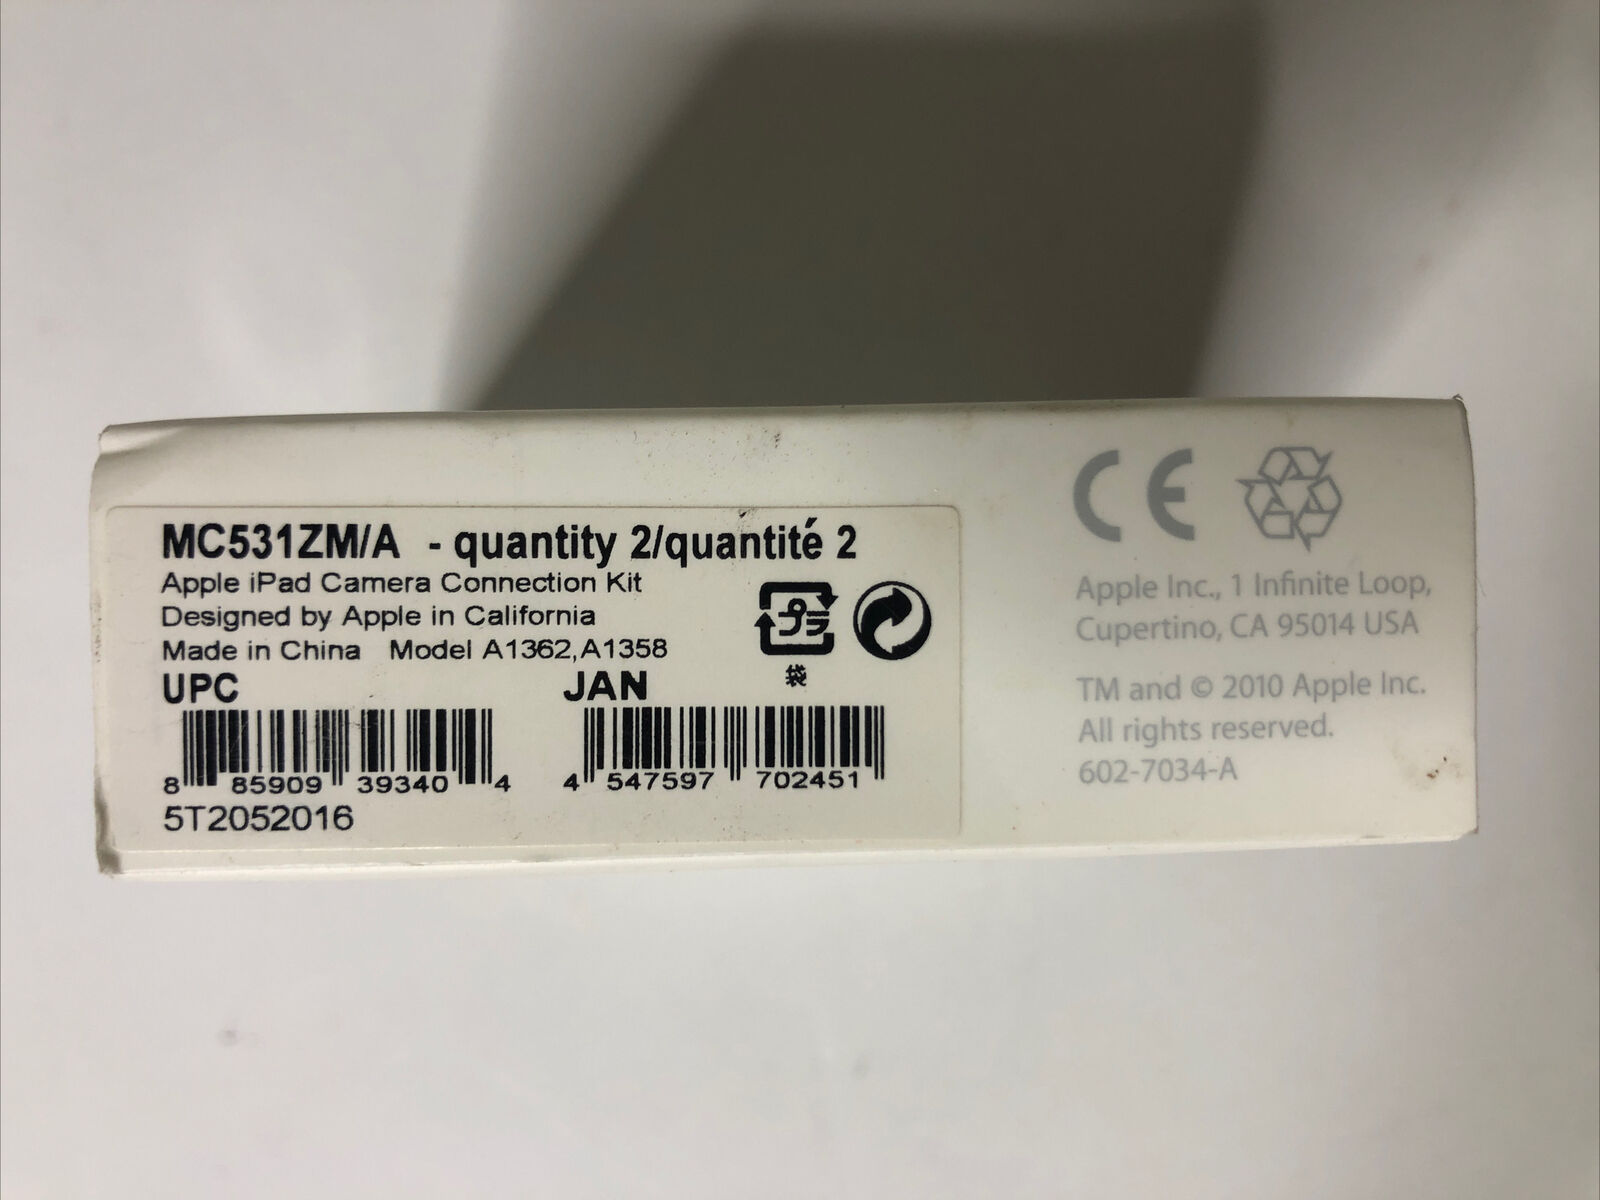 MC531ZM/A - quantity 2/quantité 2
Apple iPad Camera Connection Kit
Designed by Apple in California
Made in China Model A1362,A1358
プラ
袋
UPC
8 85909 39340 4
5T2052016
JAN
4 547597 702451
CE
Apple Inc., 1 Infinite Loop,
Cupertino, CA 95014 USA
TM and © 2010 Apple Inc.
All rights reserved.
602-7034-A